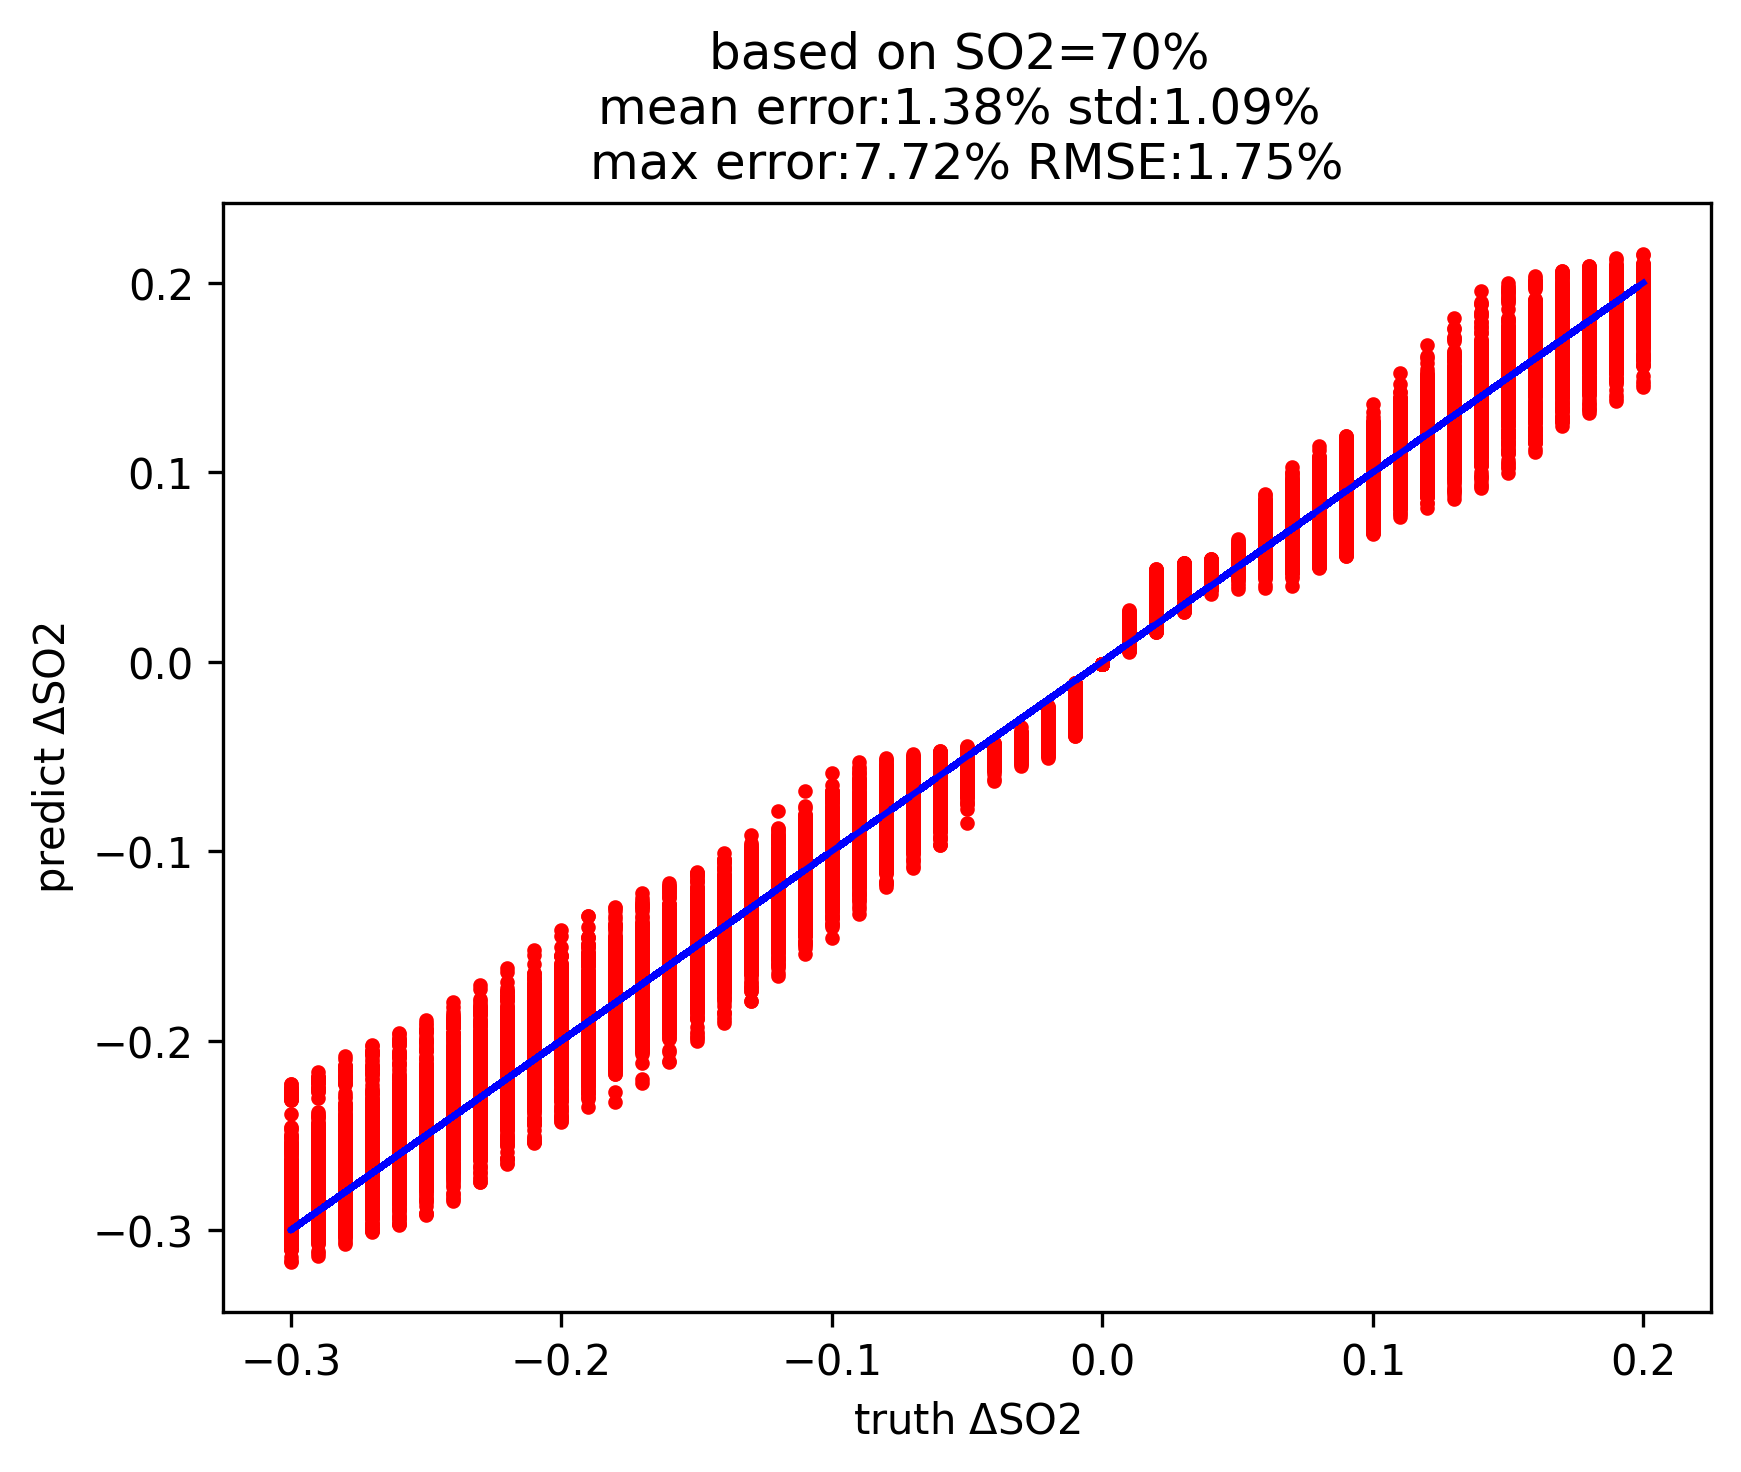 based on SO2=70%
mean error:1.38% std:1.09%
max error:7.72% RMSE:1.75%
0.2
0.1
0.0
−0.1
−0.2
−0.3
predict ΔSO2
−0.3 −0.2 −0.1 0.0 0.1 0.2
truth ΔSO2